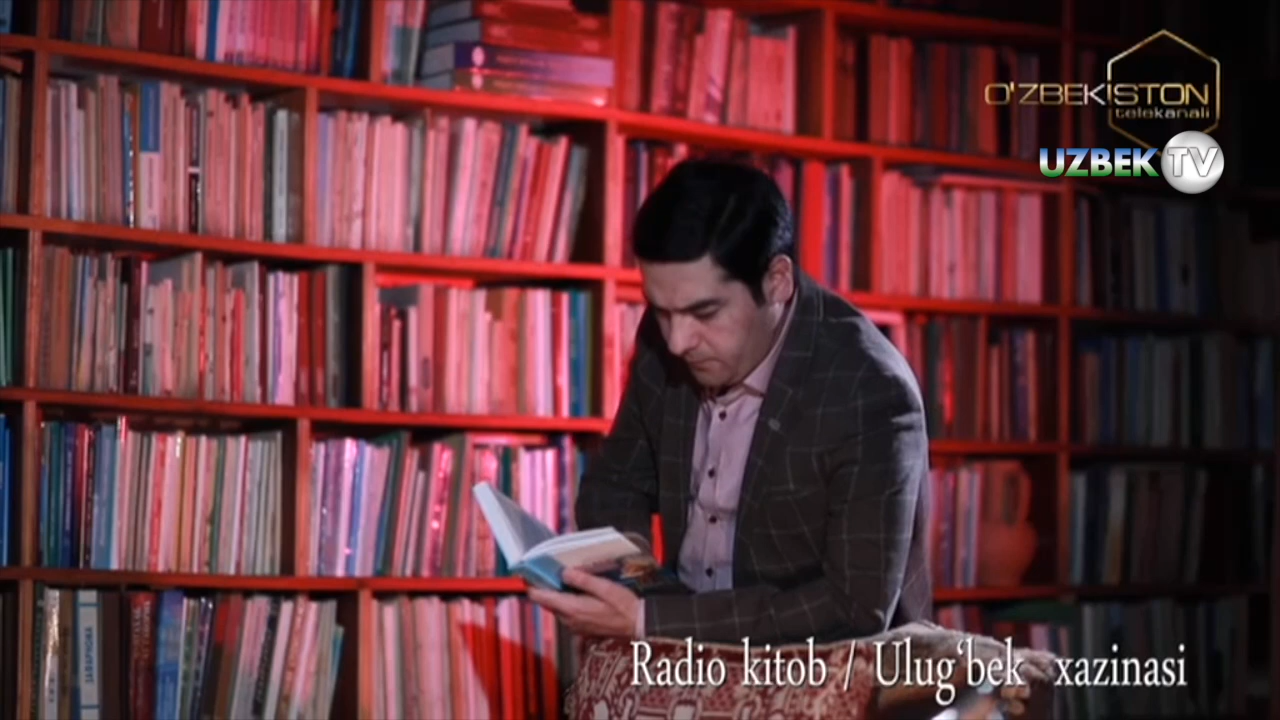 O'ZBEKISTON
telekanali
UZBEK TV
Radio kitob / Ulug‘bek xazinasi